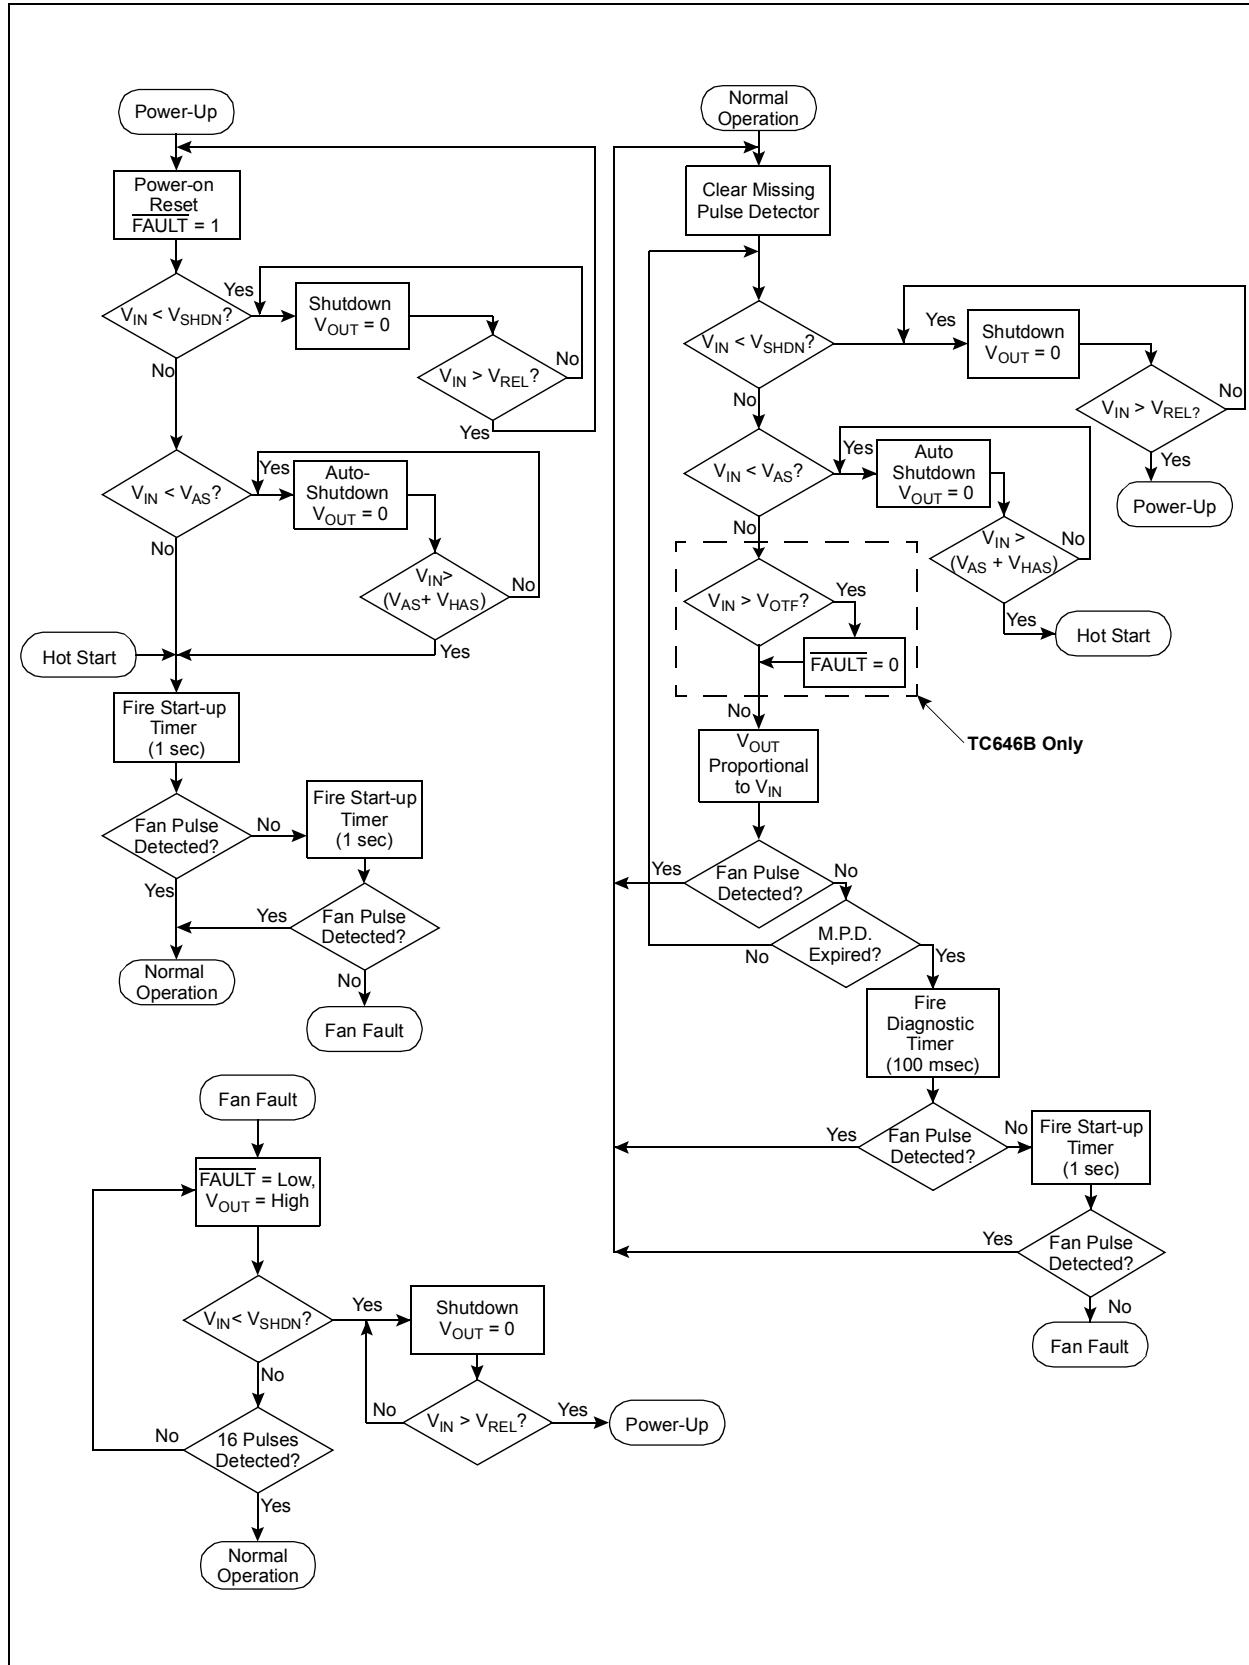 Power-Up
Power-on
Reset
FAULT = 1
VIN < VSHDN?
Yes
Shutdown
VOUT = 0
VIN > VREL?
No
Yes
No
VIN < VAS?
Yes
Auto-
Shutdown
VOUT = 0
VIN>
(VAS+ VHAS)
No
Yes
No
Hot Start
Fire Start-up
Timer
(1 sec)
Fan Pulse
Detected?
No
Fire Start-up
Timer
(1 sec)
Yes
Yes
Fan Pulse
Detected?
Normal
Operation
No
Fan Fault
Fan Fault
FAULT = Low,
VOUT = High
VIN< VSHDN?
Yes
Shutdown
VOUT = 0
No
No
VIN > VREL?
Yes
Power-Up
No
16 Pulses
Detected?
Yes
Normal
Operation
Normal
Operation
Clear Missing
Pulse Detector
VIN < VSHDN?
Yes
Shutdown
VOUT = 0
No
VIN > VREL?
No
Yes
Power-Up
VIN < VAS?
Yes
Auto
Shutdown
VOUT = 0
No
VIN >
(VAS + VHAS)
No
Yes
Hot Start
VIN > VOTF?
Yes
FAULT = 0
No
TC646B Only
VOUT
Proportional
to VIN
Yes
Fan Pulse
Detected?
No
M.P.D.
Expired?
No
Yes
Fire
Diagnostic
Timer
(100 msec)
Yes
Fan Pulse
Detected?
No
Fire Start-up
Timer
(1 sec)
Yes
Fan Pulse
Detected?
No
Fan Fault